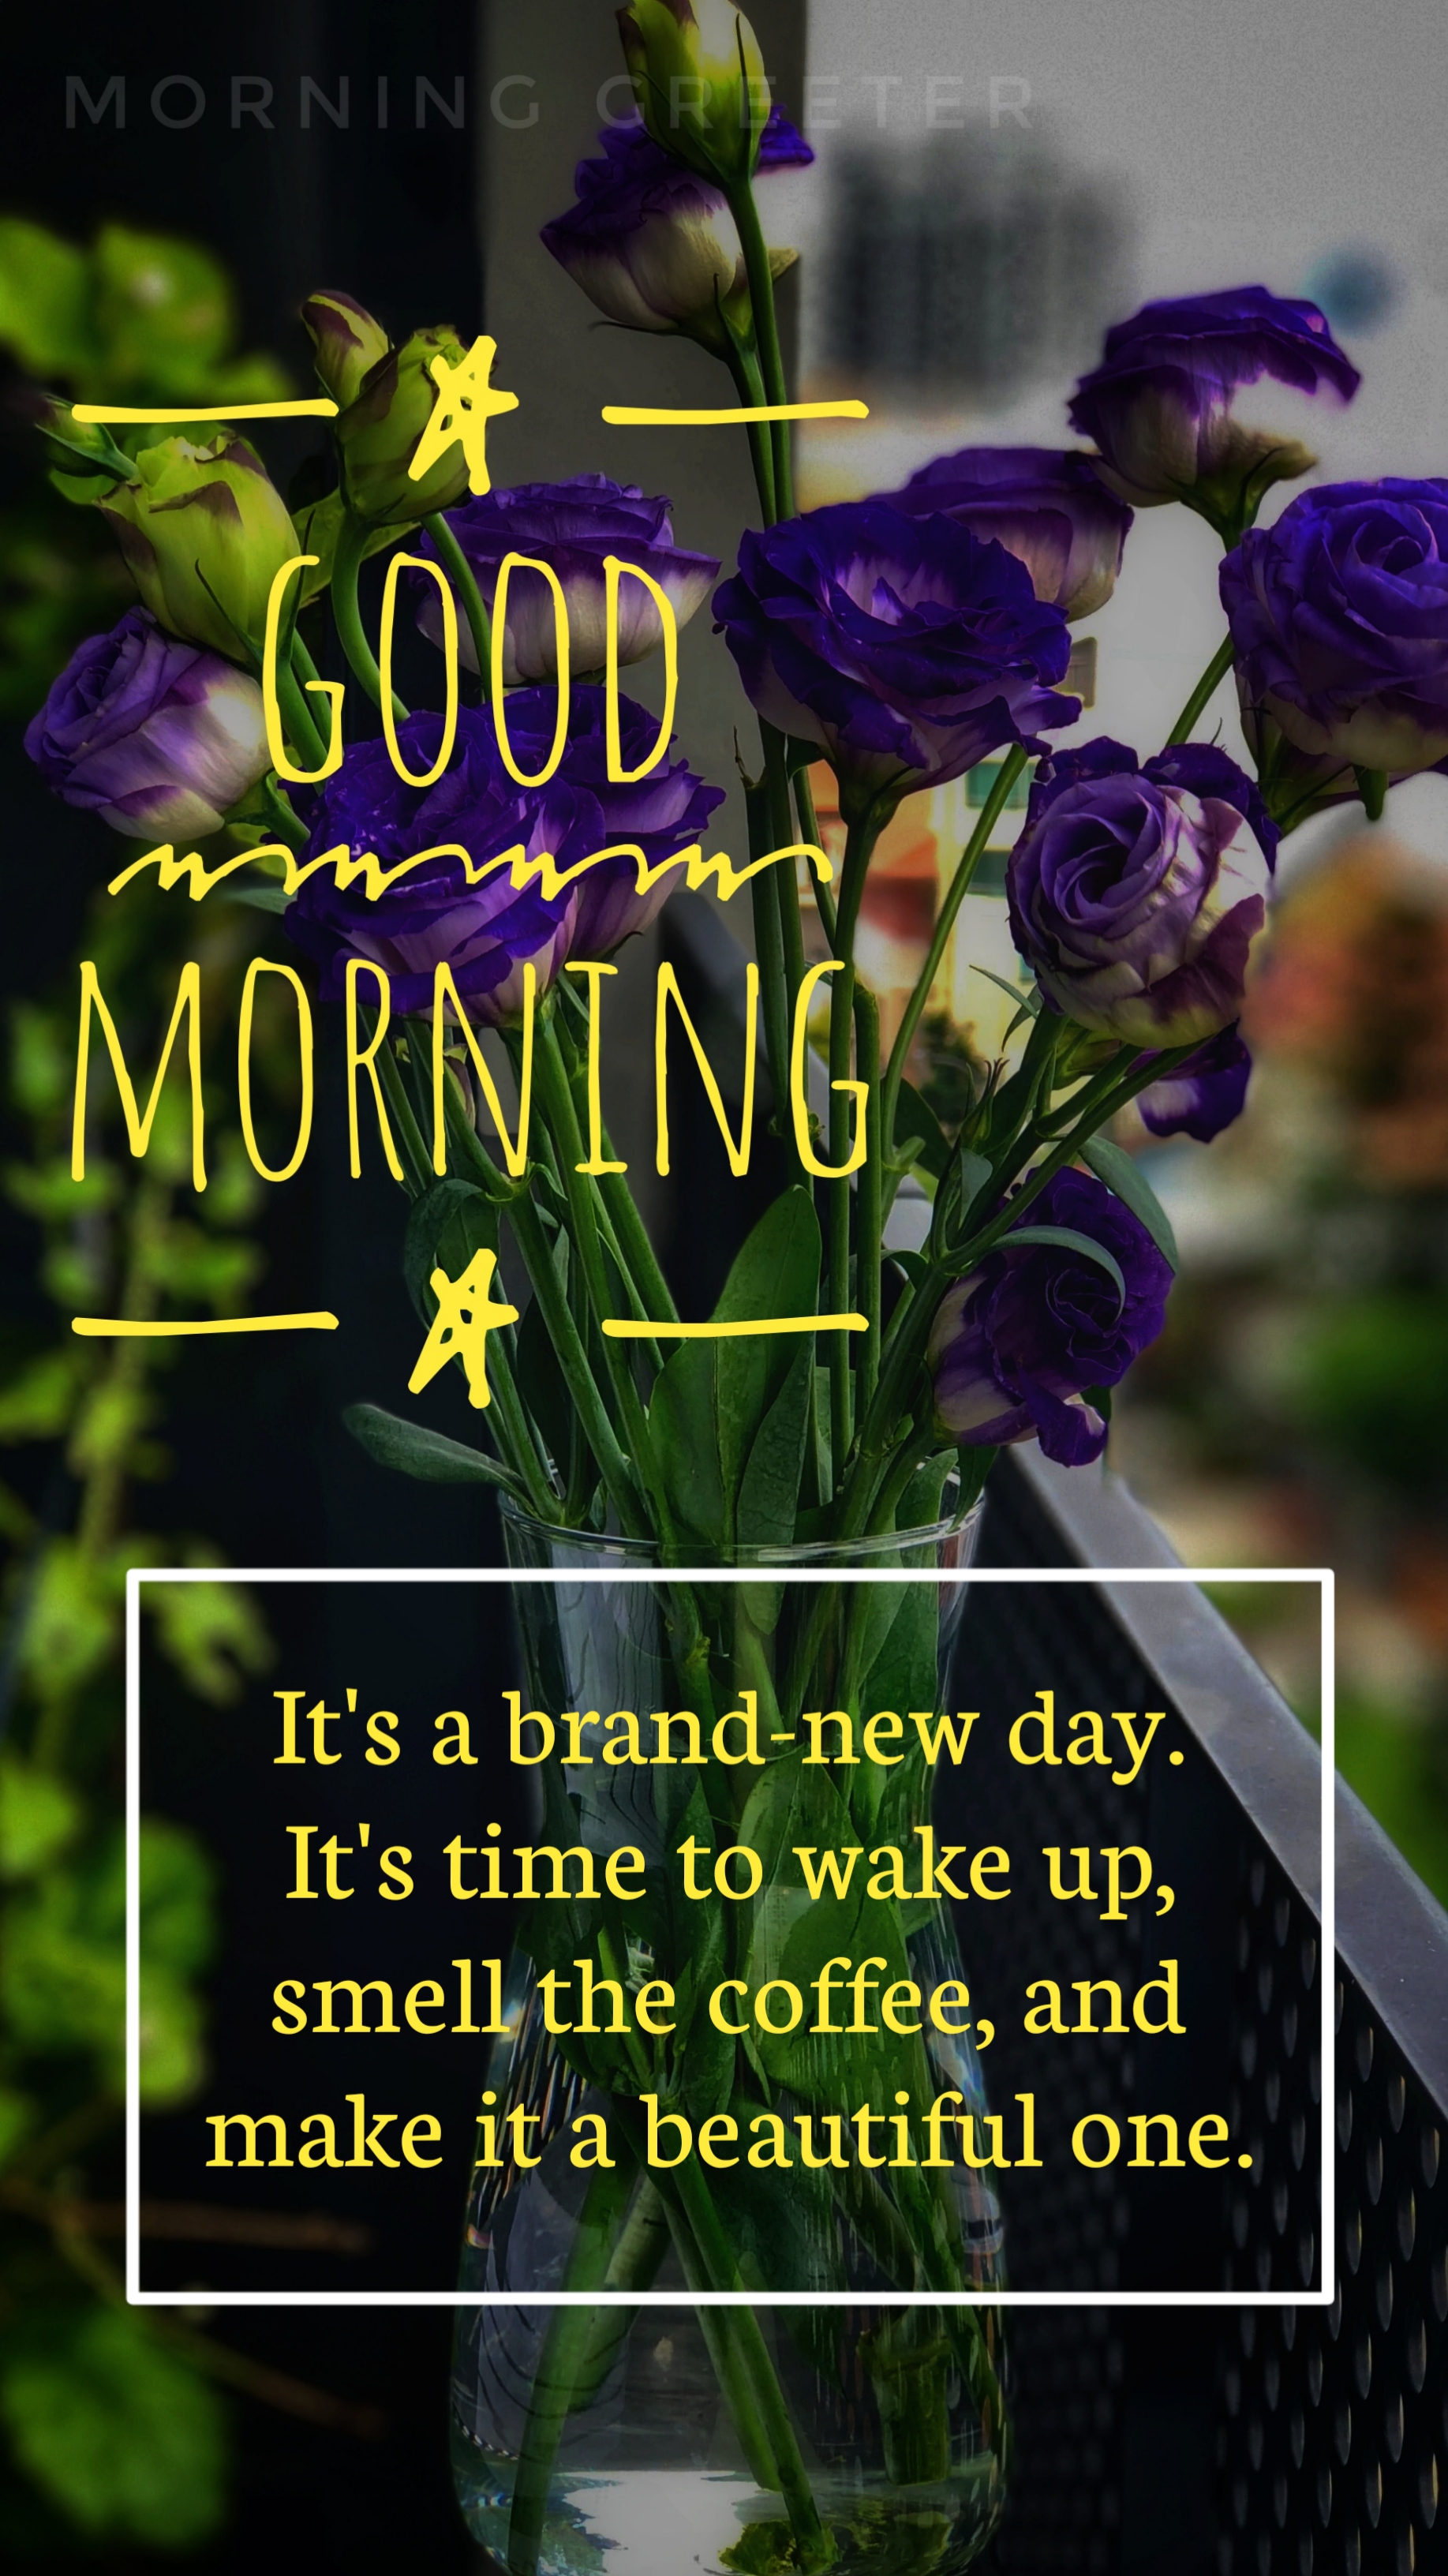 MORNING GREETER
GOOD
MORNING
It's a brand-new day.
It's time to wake up,
smell the coffee, and
make it a beautiful one.